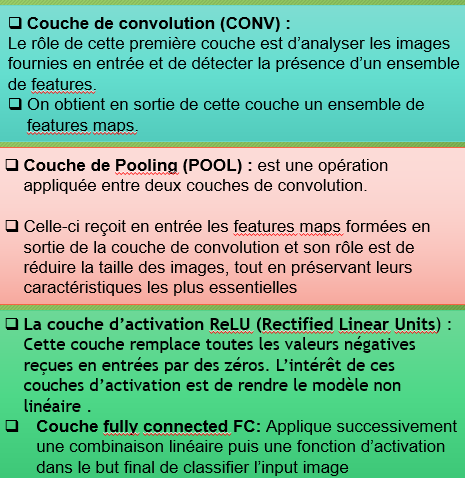 ❑ Couche de convolution (CONV) :
Le rôle de cette première couche est d’analyser les images
fournies en entrée et de détecter la présence d’un ensemble
de features.
❑ On obtient en sortie de cette couche un ensemble de
features maps.
❑ Couche de Pooling (POOL) : est une opération
appliquée entre deux couches de convolution.
❑ Celle-ci reçoit en entrée les features maps formées en
sortie de la couche de convolution et son rôle est de
réduire la taille des images, tout en préservant leurs
caractéristiques les plus essentielles
❑ La couche d’activation ReLU (Rectified Linear Units) :
Cette couche remplace toutes les valeurs négatives
reçues en entrées par des zéros. L’intérêt de ces
couches d’activation est de rendre le modèle non
linéaire .
❑ Couche fully connected FC: Applique successivement
une combinaison linéaire puis une fonction d’activation
dans le but final de classifier l’input image